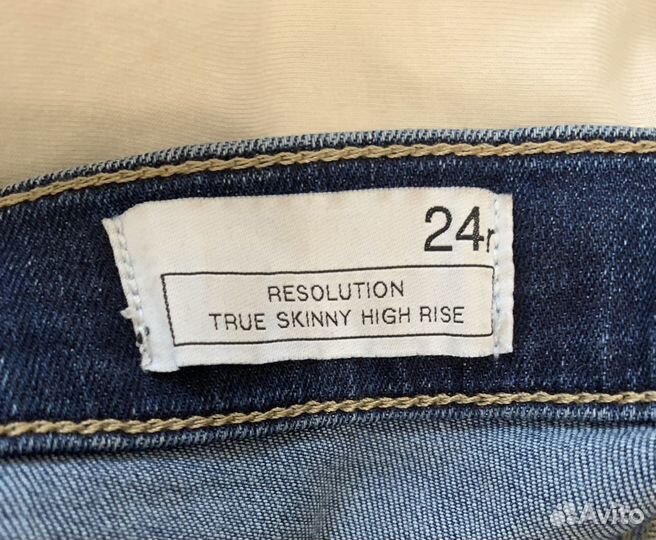 24r
RESOLUTION
TRUE SKINNY HIGH RISE
Avito